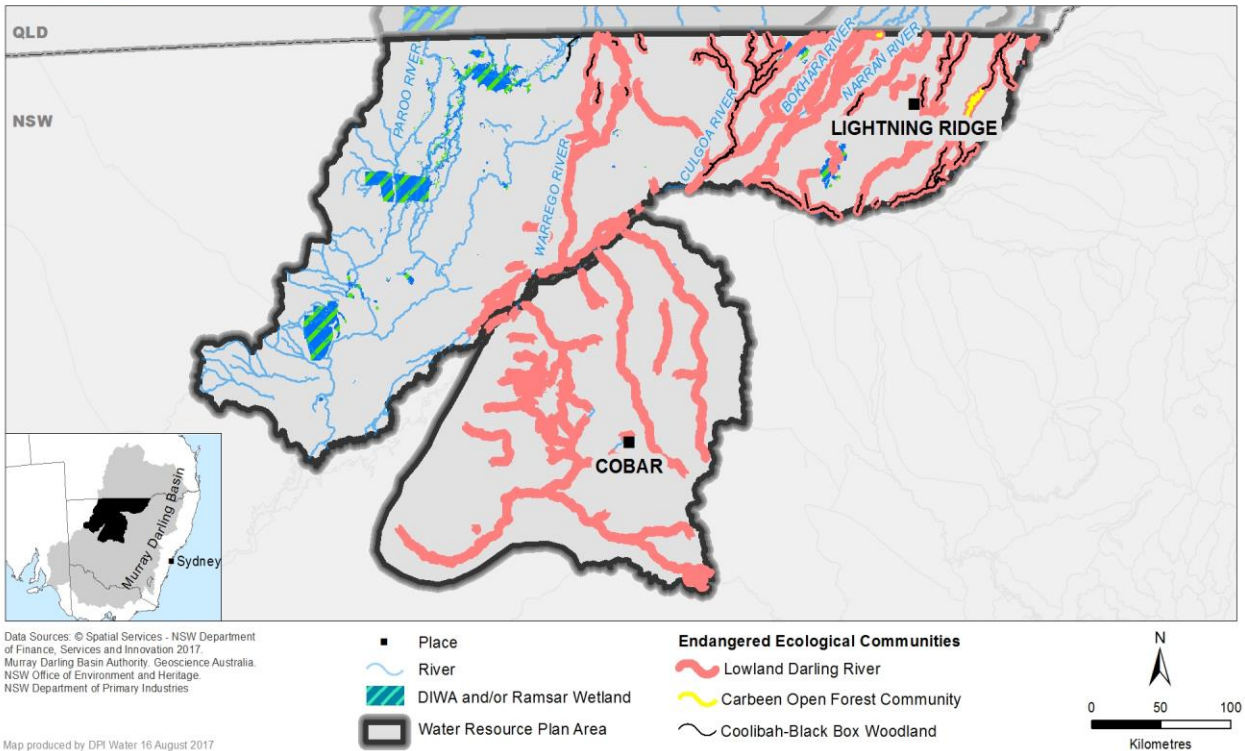 QLD
NSW
PAROO RIVER
WARREGO RIVER
CULGOA RIVER
BOKHARA RIVER
NARRAN RIVER
LIGHTNING RIDGE
COBAR
Murray Darling Basin
Sydney
Data Sources: © Spatial Services - NSW Department
of Finance, Services and Innovation 2017.
Murray Darling Basin Authority. Geoscience Australia.
NSW Office of Environment and Heritage.
NSW Department of Primary Industries
Map produced by DPI Water 16 August 2017
Place
River
DIWA and/or Ramsar Wetland
Water Resource Plan Area
Endangered Ecological Communities
Lowland Darling River
Carbeen Open Forest Community
Coolibah-Black Box Woodland
N
0 50 100
Kilometres